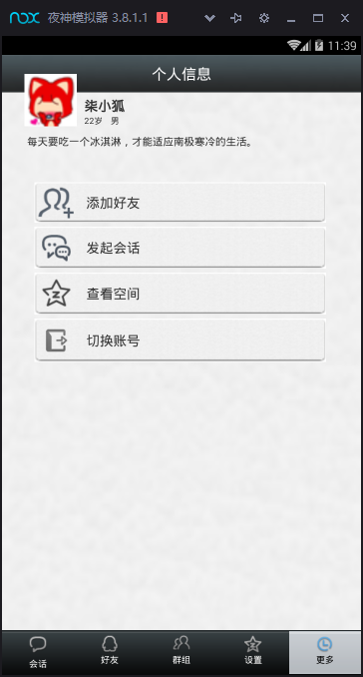 nox 夜神模拟器 3.8.1.1
11:39
个人信息
柒小狐
22岁 男
每天要吃一个冰淇淋，才能适应南极寒冷的生活。
添加好友
发起会话
查看空间
切换账号
会话
好友
群组
设置
更多